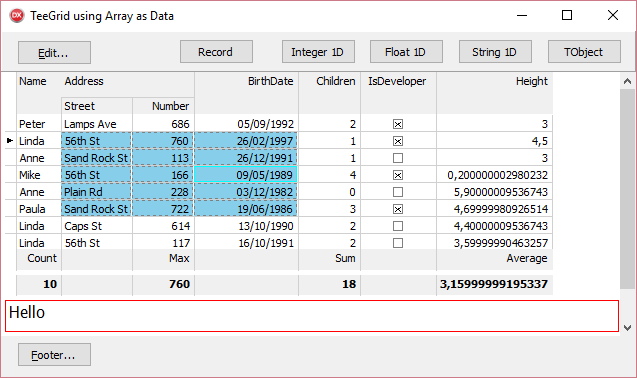 TeeGrid using Array as Data
Edit... Record Integer 1D Float 1D String 1D TObject
Name Address BirthDate Children IsDeveloper Height
Street Number
Peter Lamps Ave 686 05/09/1992 2 3
Linda 56th St 760 26/02/1997 1 4,5
Anne Sand Rock St 113 26/12/1991 1 3
Mike 56th St 166 09/05/1989 4 0,200000002980232
Anne Plain Rd 228 03/12/1982 0 5,90000009536743
Paula Sand Rock St 722 19/06/1986 3 4,69999980926514
Linda Caps St 614 13/10/1990 2 4,40000009536743
Linda 56th St 117 16/10/1991 2 3,59999990463257
Count Max Sum Average
10 760 18 3,15999999195337
Hello
Footer...